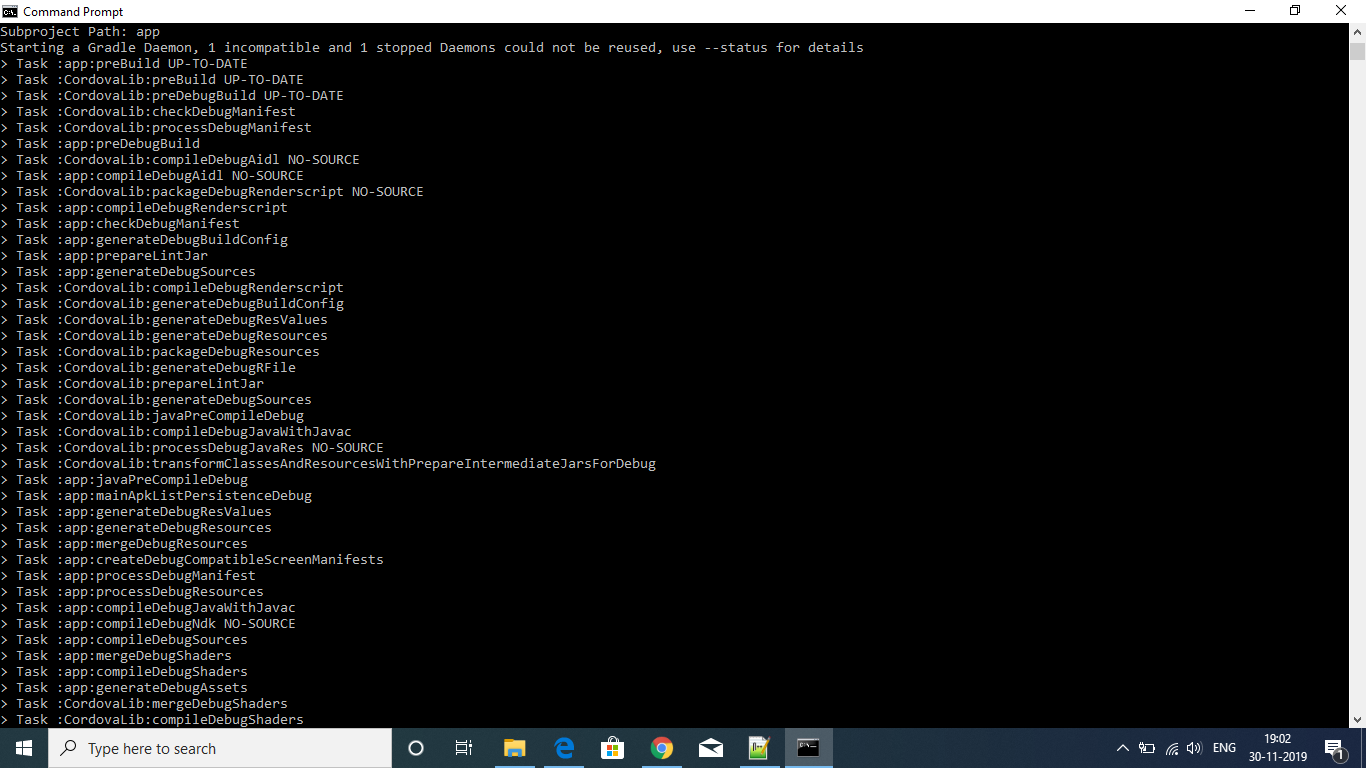 Command Prompt
Subproject Path: app
Starting a Gradle Daemon, 1 incompatible and 1 stopped Daemons could not be reused, use --status for details
> Task :app:preBuild UP-TO-DATE
> Task :CordovaLib:preBuild UP-TO-DATE
> Task :CordovaLib:preDebugBuild UP-TO-DATE
> Task :CordovaLib:checkDebugManifest
> Task :CordovaLib:processDebugManifest
> Task :app:preDebugBuild
> Task :CordovaLib:compileDebugAidl NO-SOURCE
> Task :app:compileDebugAidl NO-SOURCE
> Task :CordovaLib:packageDebugRenderscript NO-SOURCE
> Task :app:compileDebugRenderscript
> Task :app:checkDebugManifest
> Task :app:generateDebugBuildConfig
> Task :app:prepareLintJar
> Task :app:generateDebugSources
> Task :CordovaLib:compileDebugRenderscript
> Task :CordovaLib:generateDebugBuildConfig
> Task :CordovaLib:generateDebugResValues
> Task :CordovaLib:generateDebugResources
> Task :CordovaLib:packageDebugResources
> Task :CordovaLib:generateDebugRFile
> Task :CordovaLib:prepareLintJar
> Task :CordovaLib:generateDebugSources
> Task :CordovaLib:javaPreCompileDebug
> Task :CordovaLib:compileDebugJavaWithJavac
> Task :CordovaLib:processDebugJavaRes NO-SOURCE
> Task :CordovaLib:transformClassesAndResourcesWithPrepareIntermediateJarsForDebug
> Task :app:javaPreCompileDebug
> Task :app:mainApkListPersistenceDebug
> Task :app:generateDebugResValues
> Task :app:generateDebugResources
> Task :app:mergeDebugResources
> Task :app:createDebugCompatibleScreenManifests
> Task :app:processDebugManifest
> Task :app:processDebugResources
> Task :app:compileDebugJavaWithJavac
> Task :app:compileDebugNdk NO-SOURCE
> Task :app:compileDebugSources
> Task :app:mergeDebugShaders
> Task :app:compileDebugShaders
> Task :app:generateDebugAssets
> Task :CordovaLib:mergeDebugShaders
> Task :CordovaLib:compileDebugShaders
Type here to search
ENG
19:02
30-11-2019
1